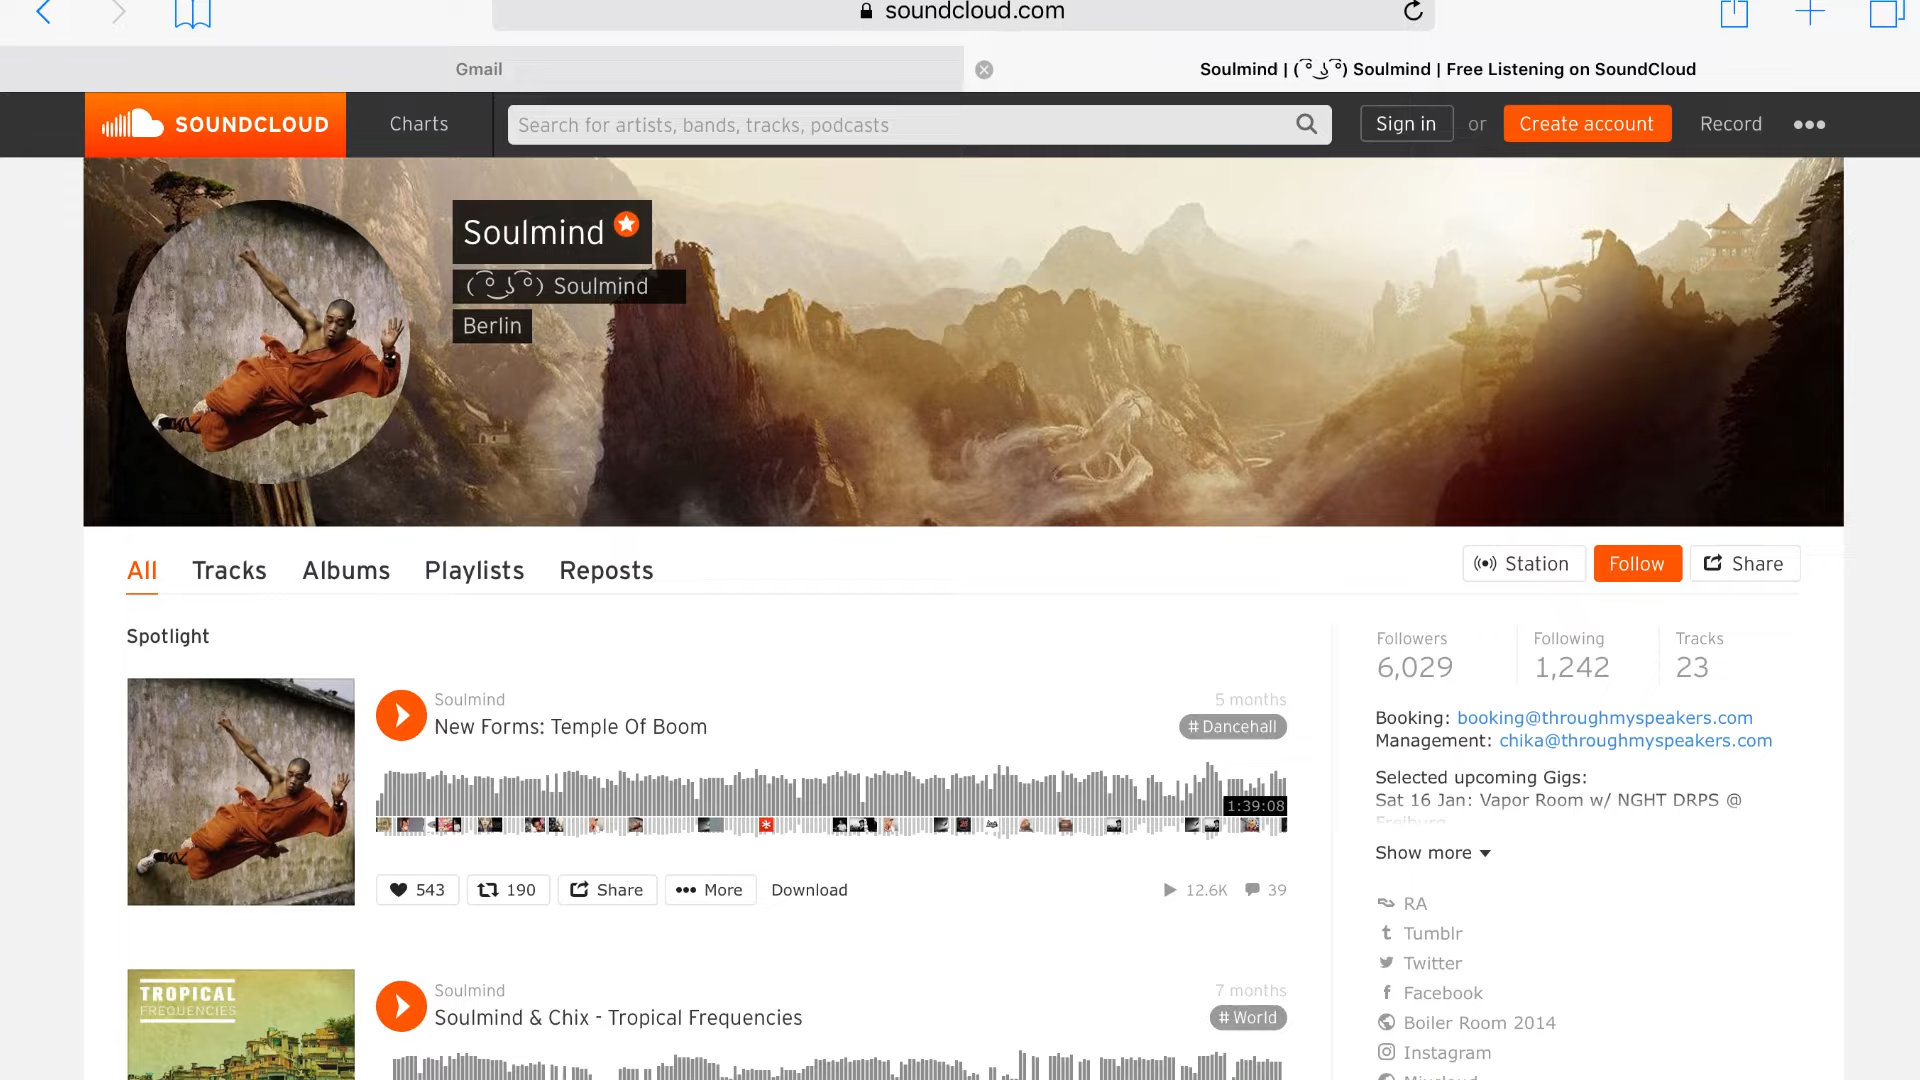 soundcloud.com
Gmail
Soulmind | ( ͡° ͜ʖ ͡°) Soulmind | Free Listening on SoundCloud
SOUNDCLOUD
Charts
Search for artists, bands, tracks, podcasts
Sign in or Create account Record
Soulmind
( ͡° ͜ʖ ͡°) Soulmind
Berlin
All Tracks Albums Playlists Reposts
Station Follow Share
Spotlight
Soulmind
5 months
New Forms: Temple Of Boom
# Dancehall
1:39:08
543 190 Share More Download
12.6K 39
TROPICAL
FREQUENCIES
Soulmind
7 months
Soulmind & Chix - Tropical Frequencies
# World
Followers Following Tracks
6,029 1,242 23
Booking: booking@throughmyspeakers.com
Management: chika@throughmyspeakers.com
Selected upcoming Gigs:
Sat 16 Jan: Vapor Room w/ NGHT DRPS @
Freiburg
Show more
RA
Tumblr
Twitter
Facebook
Boiler Room 2014
Instagram
Mixcloud